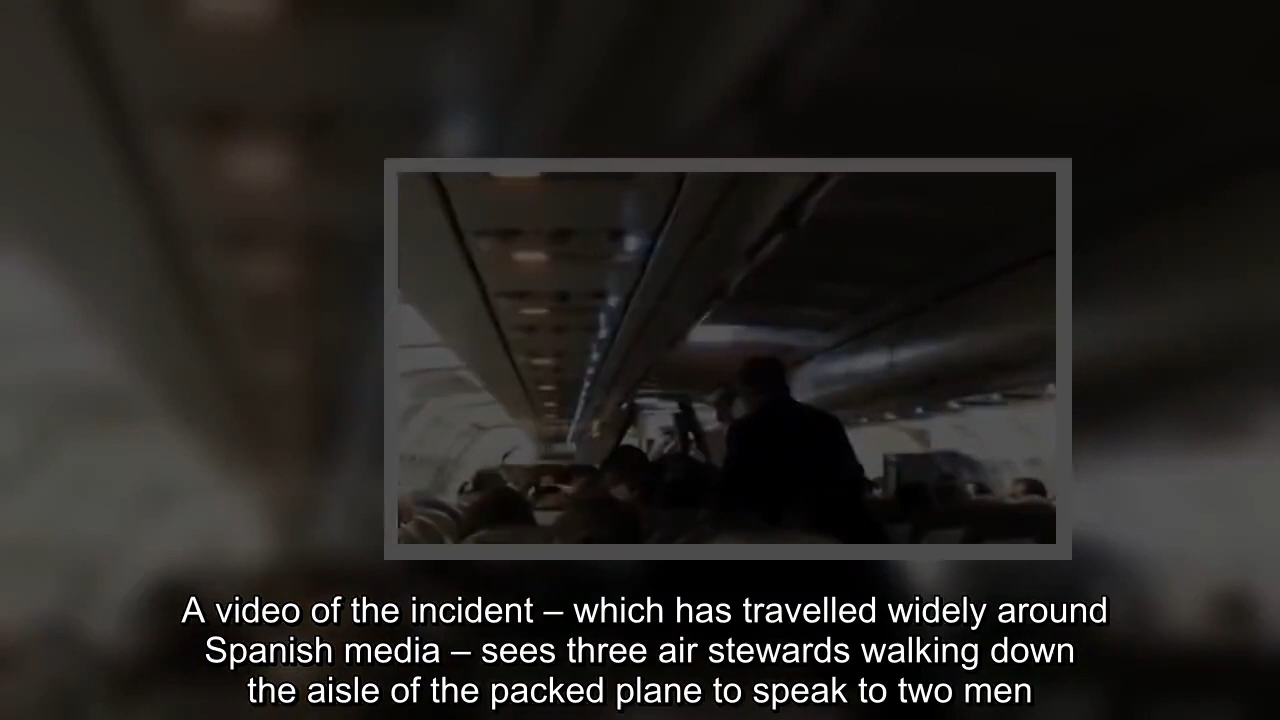 A video of the incident – which has travelled widely around
Spanish media – sees three air stewards walking down
the aisle of the packed plane to speak to two men